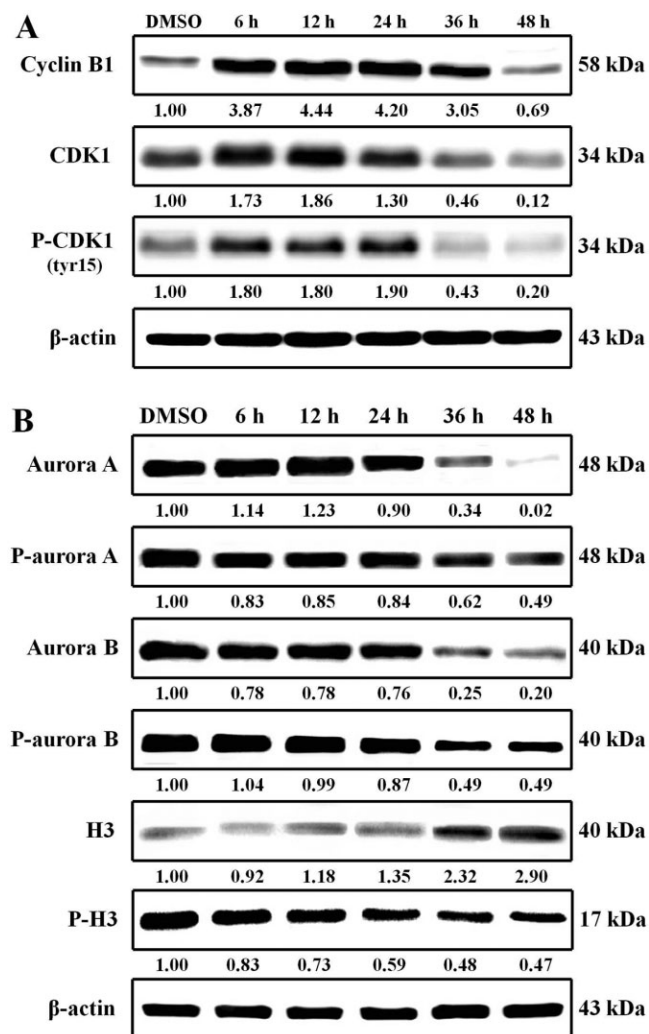 A
DMSO 6 h 12 h 24 h 36 h 48 h
Cyclin B1 58 kDa
1.00 3.87 4.44 4.20 3.05 0.69
CDK1 34 kDa
1.00 1.73 1.86 1.30 0.46 0.12
P-CDK1 34 kDa
(tyr15)
1.00 1.80 1.80 1.90 0.43 0.20
β-actin 43 kDa
B
DMSO 6 h 12 h 24 h 36 h 48 h
Aurora A 48 kDa
1.00 1.14 1.23 0.90 0.34 0.02
P-aurora A 48 kDa
1.00 0.83 0.85 0.84 0.62 0.49
Aurora B 40 kDa
1.00 0.78 0.78 0.76 0.25 0.20
P-aurora B 40 kDa
1.00 1.04 0.99 0.87 0.49 0.49
H3 40 kDa
1.00 0.92 1.18 1.35 2.32 2.90
P-H3 17 kDa
1.00 0.83 0.73 0.59 0.48 0.47
β-actin 43 kDa